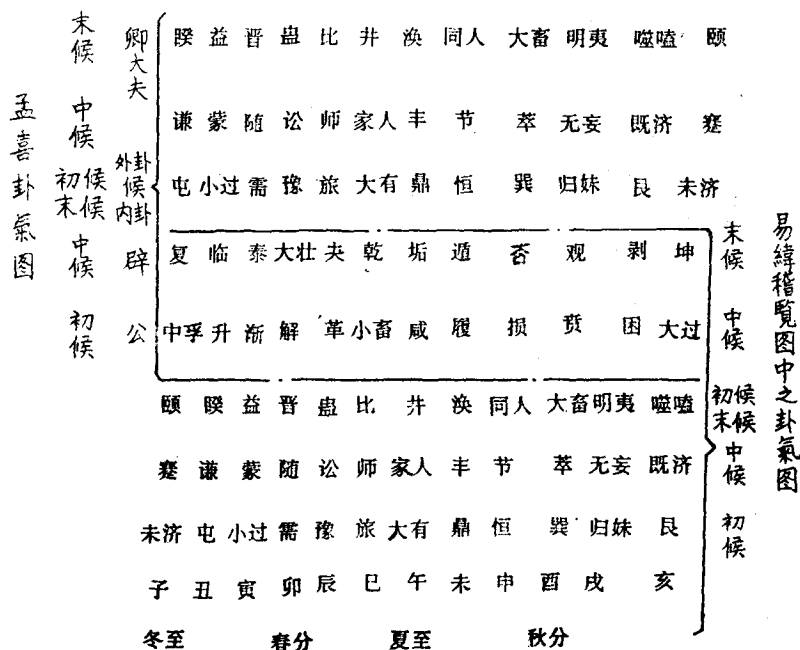 孟喜卦氣图
末候
中候
初候
末候
中候
初候
卿大夫
外卦
候
内卦
辟
公
睽 益 晋 蛊 比 井 涣 同人 大畜 明夷 噬嗑 颐
谦 蒙 随 讼 师 家人 丰 节 萃 无妄 既济 蹇
屯 小过 需 豫 旅 大有 鼎 恒 巽 归妹 艮 未济
复 临 泰 大壮 夬 乾 垢 遁 否 观 剥 坤
中孚 升 渐 解 革 小畜 咸 履 损 贲 困 大过
颐 睽 益 晋 蛊 比 井 涣 同人 大畜 明夷 噬嗑
蹇 谦 蒙 随 讼 师 家人 丰 节 萃 无妄 既济
未济 屯 小过 需 豫 旅 大有 鼎 恒 巽 归妹 艮
子 丑 寅 卯 辰 巳 午 未 申 酉 戌 亥
冬至 春分 夏至 秋分
末候
中候
初候
末候
中候
初候
易緯稽覧图中之卦氣图